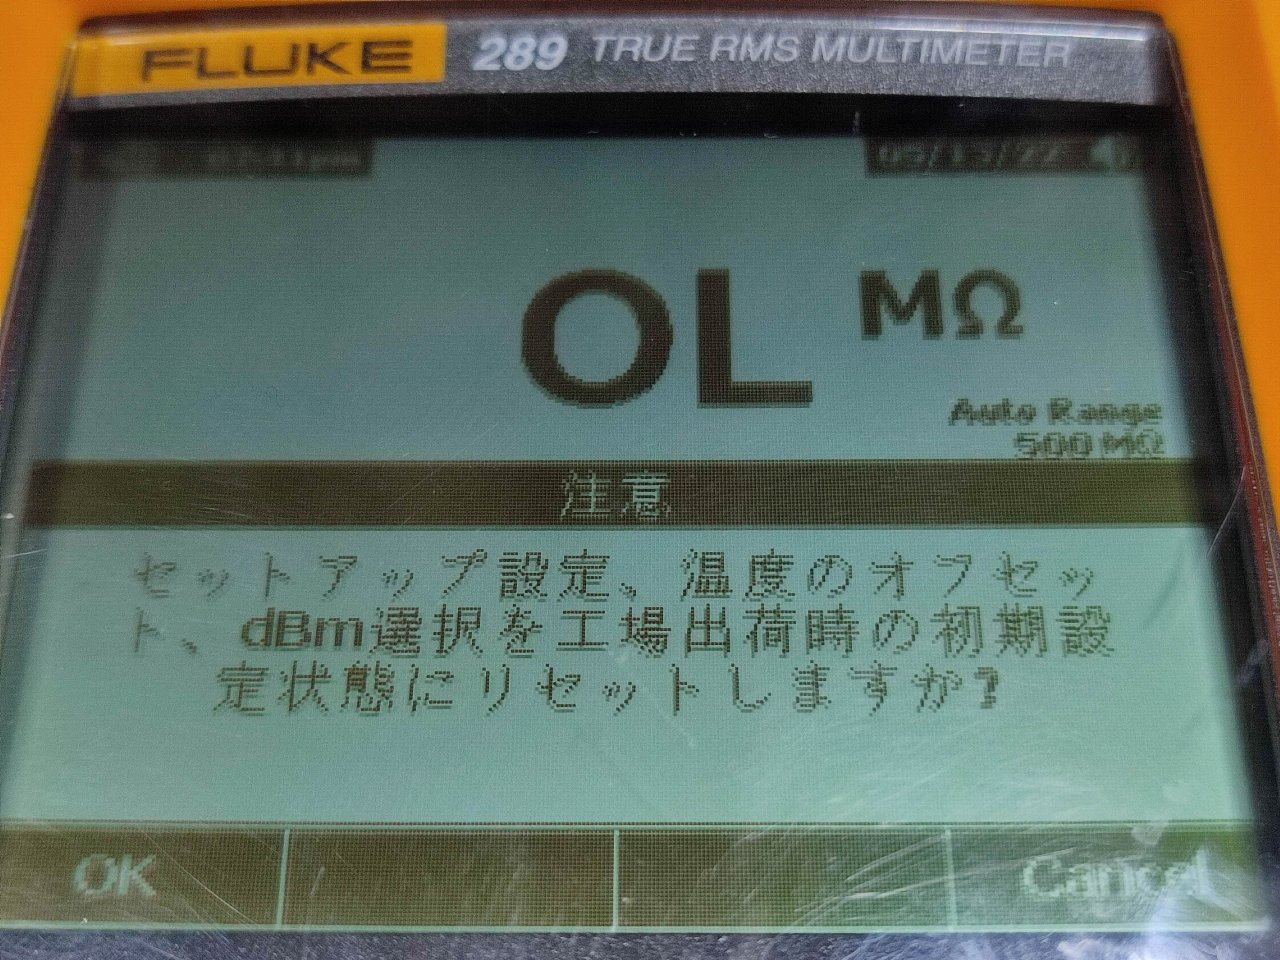 FLUKE 289 TRUE RMS MULTIMETER
05/13/22
OL MΩ
Auto Range
500 MΩ
注意
セットアップ設定、温度のオフセッ
ト、dBm選択を工場出荷時の初期設
定状態にリセットしますか?
OK Cancel